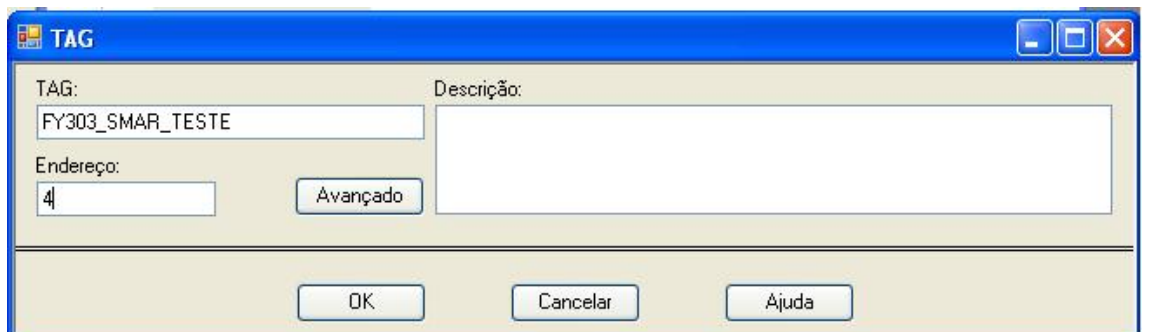 TAG
TAG:
Descrição:
FY303_SMAR_TESTE
Endereço:
4
Avançado
OK
Cancelar
Ajuda